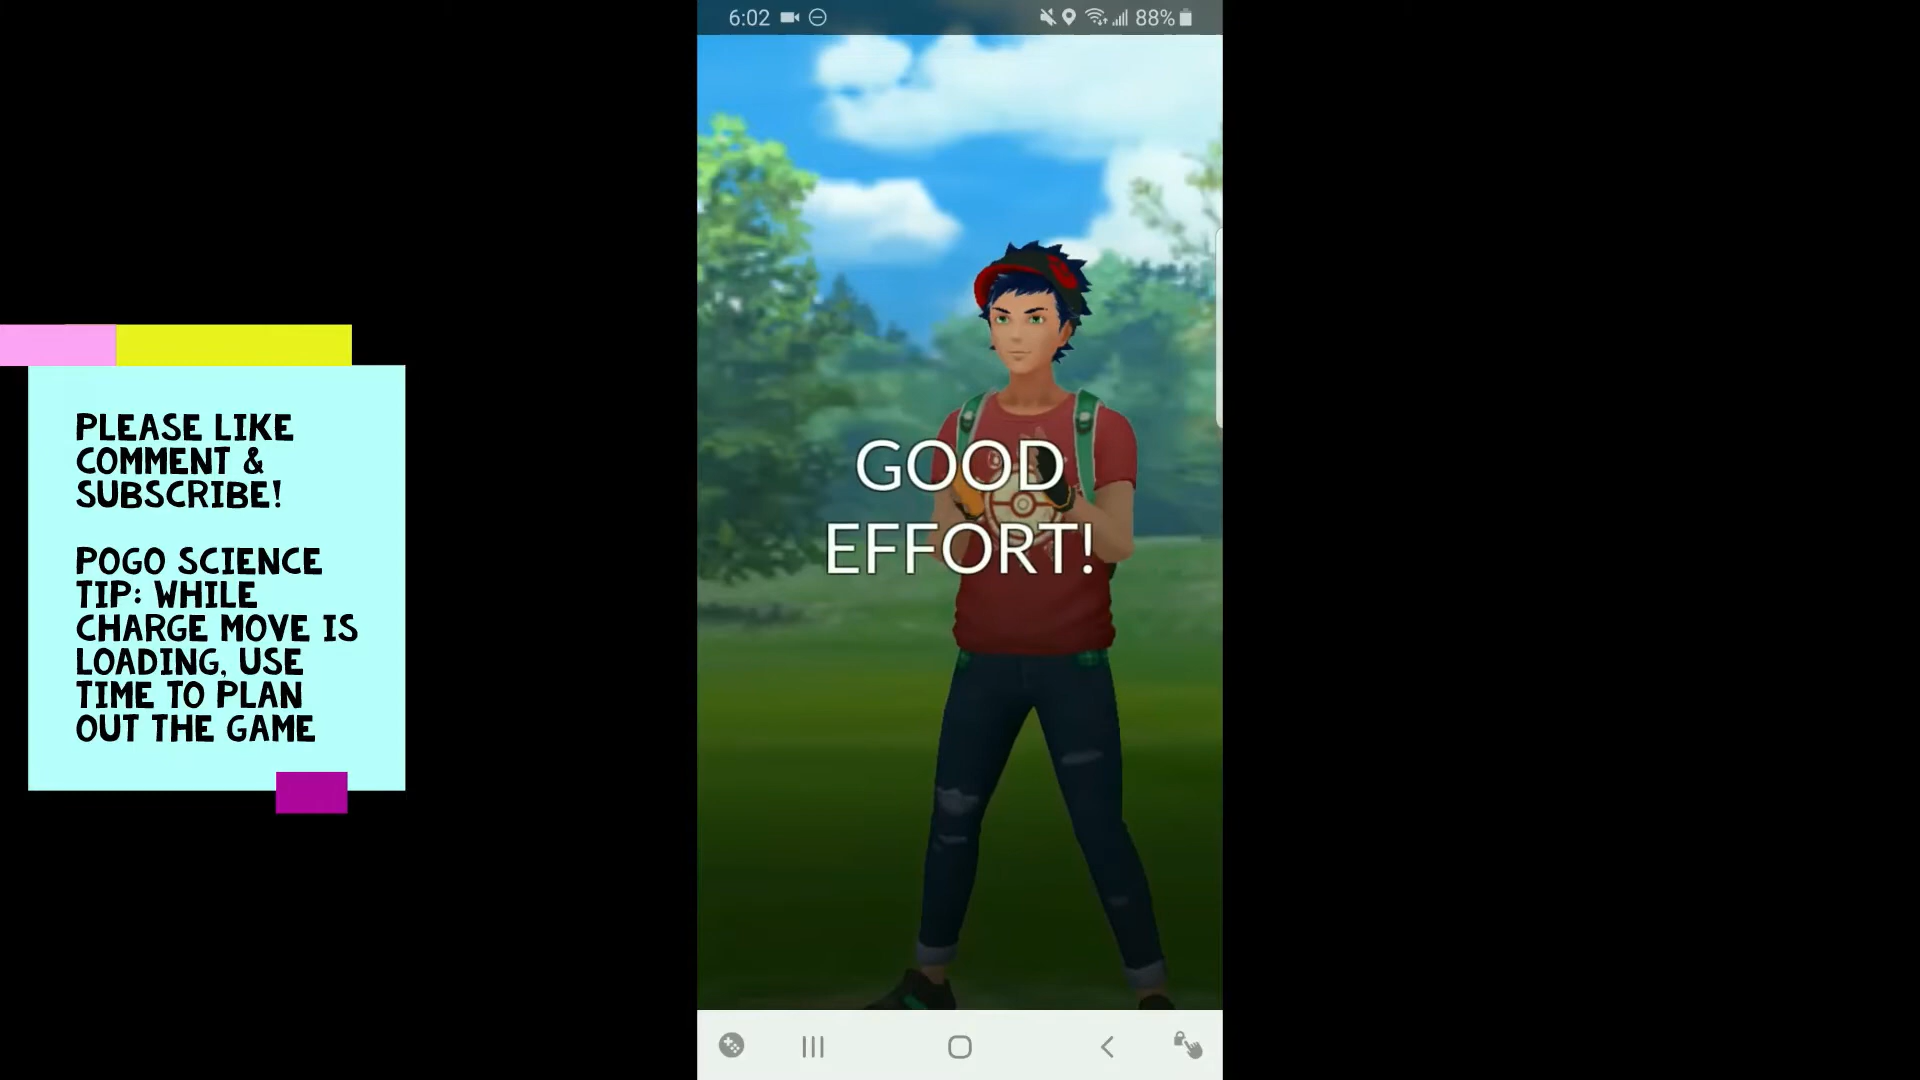 6:02
88%
PLEASE LIKE
COMMENT &
SUBSCRIBE!
POGO SCIENCE
TIP: WHILE
CHARGE MOVE IS
LOADING, USE
TIME TO PLAN
OUT THE GAME
GOOD
EFFORT!